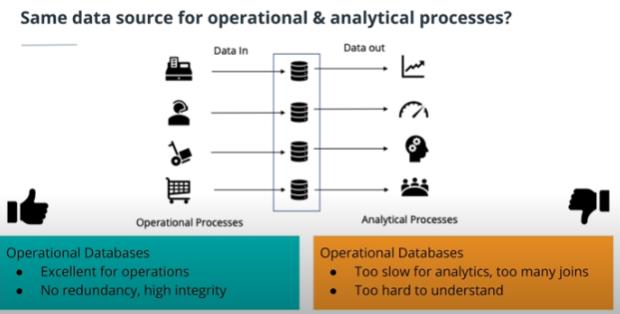 Same data source for operational & analytical processes?
Data In
Data out
Operational Processes
Analytical Processes
Operational Databases
• Excellent for operations
• No redundancy, high integrity
Operational Databases
• Too slow for analytics, too many joins
• Too hard to understand